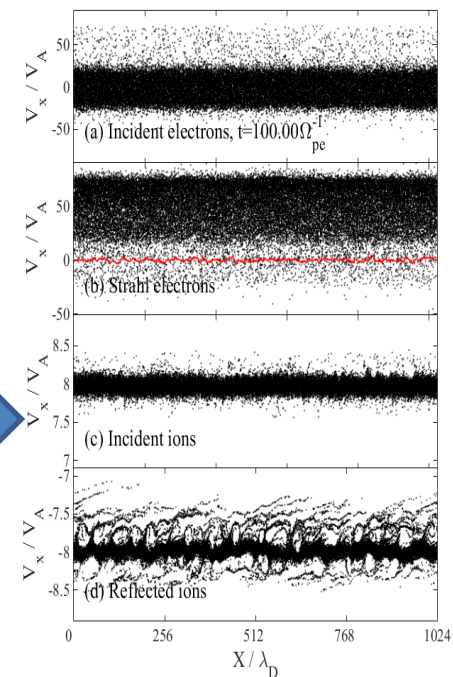 50
0
-50
V_x / V_A
(a) Incident electrons, t=100.00Ω_pe^-1
50
0
-50
V_x / V_A
(b) Strahl electrons
8.5
8
7.5
7
V_x / V_A
(c) Incident ions
-7
-7.5
-8
-8.5
V_x / V_A
(d) Reflected ions
0 256 512 768 1024
X / λ_D